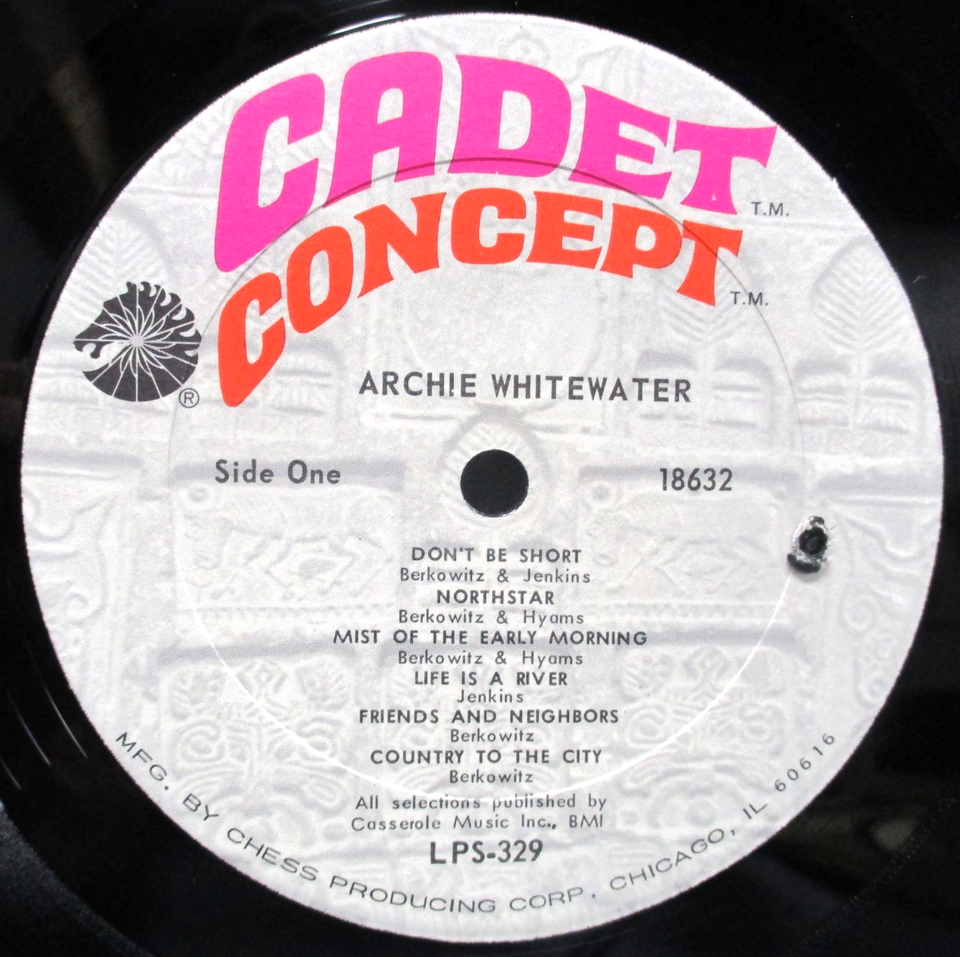 CADET
T.M.
CONCEPT
T.M.
®
ARCHIE WHITEWATER
Side One
18632
DON'T BE SHORT
Berkowitz & Jenkins
NORTHSTAR
Berkowitz & Hyams
MIST OF THE EARLY MORNING
Berkowitz & Hyams
LIFE IS A RIVER
Jenkins
FRIENDS AND NEIGHBORS
Berkowitz
COUNTRY TO THE CITY
Berkowitz
All selections published by
Casserole Music Inc., BMI
LPS-329
MFG. BY CHESS PRODUCING CORP. CHICAGO, IL 60616